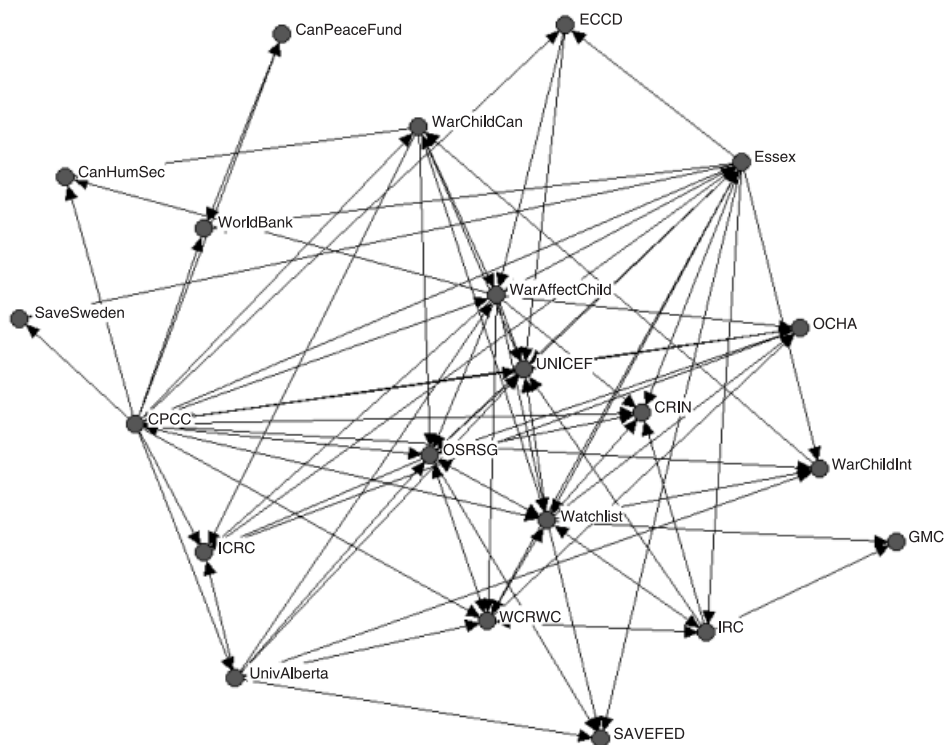 ECCD
CanPeaceFund
WarChildCan
Essex
CanHumSec
WorldBank
WarAffectChild
SaveSweden
OCHA
UNICEF
CRIN
CPCC
OSRSG
WarChildInt
Watchlist
GMC
ICRC
WCRWC
IRC
UnivAlberta
SAVEFED